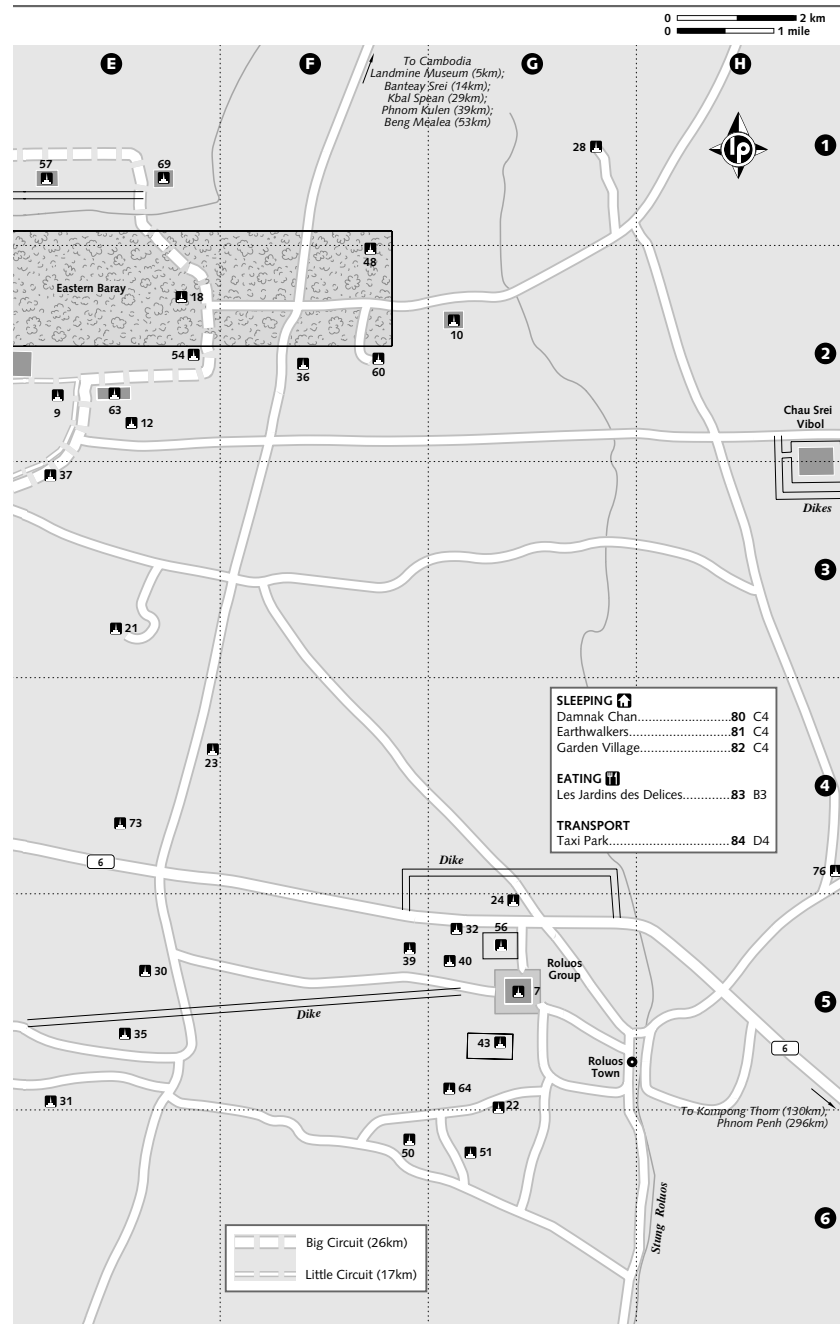 0 2 km
0 1 mile
E F G H
To Cambodia
Landmine Museum (5km);
Banteay Srei (14km);
Kbal Spean (29km);
Phnom Kulen (39km);
Beng Mealea (53km)
lp
28
1
57 69
48
Eastern Baray
18
10
54
36
60
2
9
63
12
Chau Srei
Vibol
37
Dikes
3
21
SLEEPING
Damnak Chan............................80 C4
Earthwalkers............................81 C4
Garden Village..........................82 C4
EATING
Les Jardins des Delices............83 B3
TRANSPORT
Taxi Park..................................84 D4
23
4
73
6
Dike
76
24
32 56
39
40
Roluos
Group
30
7
5
Dike
35
43
6
Roluos
Town
64
31
22
To Kompong Thom (130km);
Phnom Penh (296km)
50
51
Stung Roluos
6
Big Circuit (26km)
Little Circuit (17km)